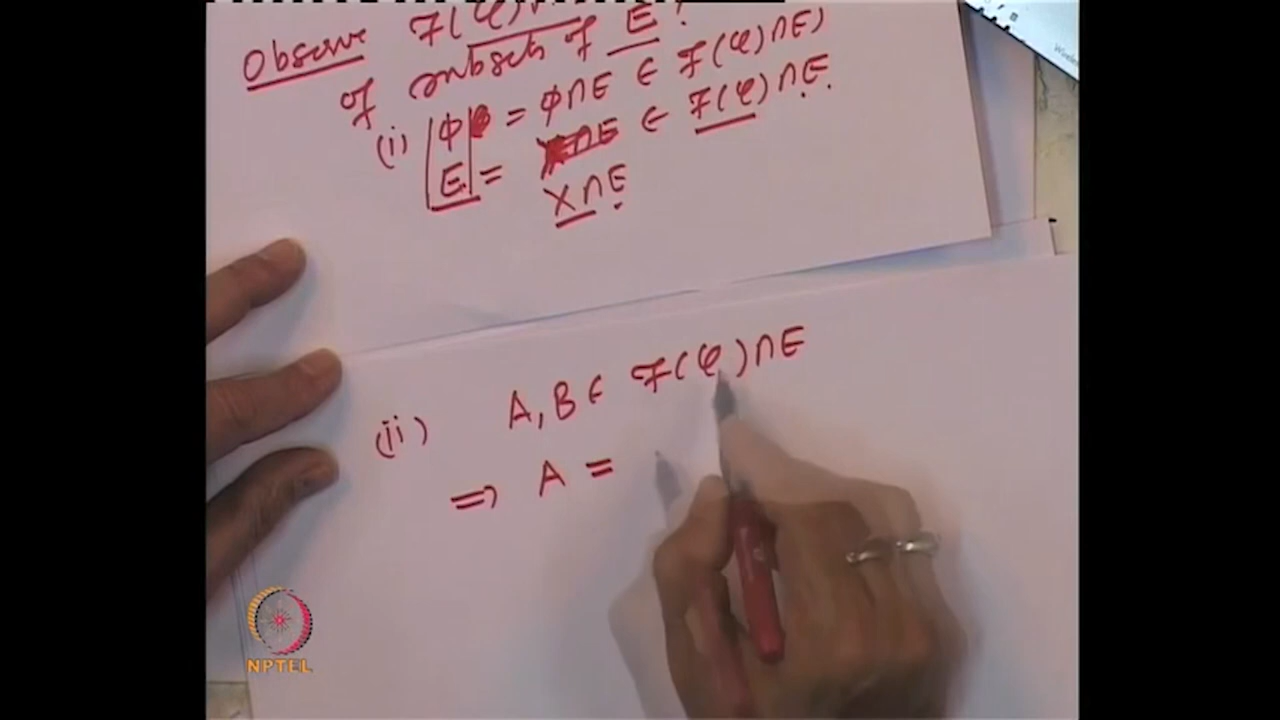 Observe F(𝒞)∩
of subsets of E?
(i) φ = φ∩E ∈ F(𝒞)∩E)
E = ∈ F(𝒞)∩E.
X∩E
(ii) A, B ∈ F(𝒞)∩E
⇒ A =
NPTEL